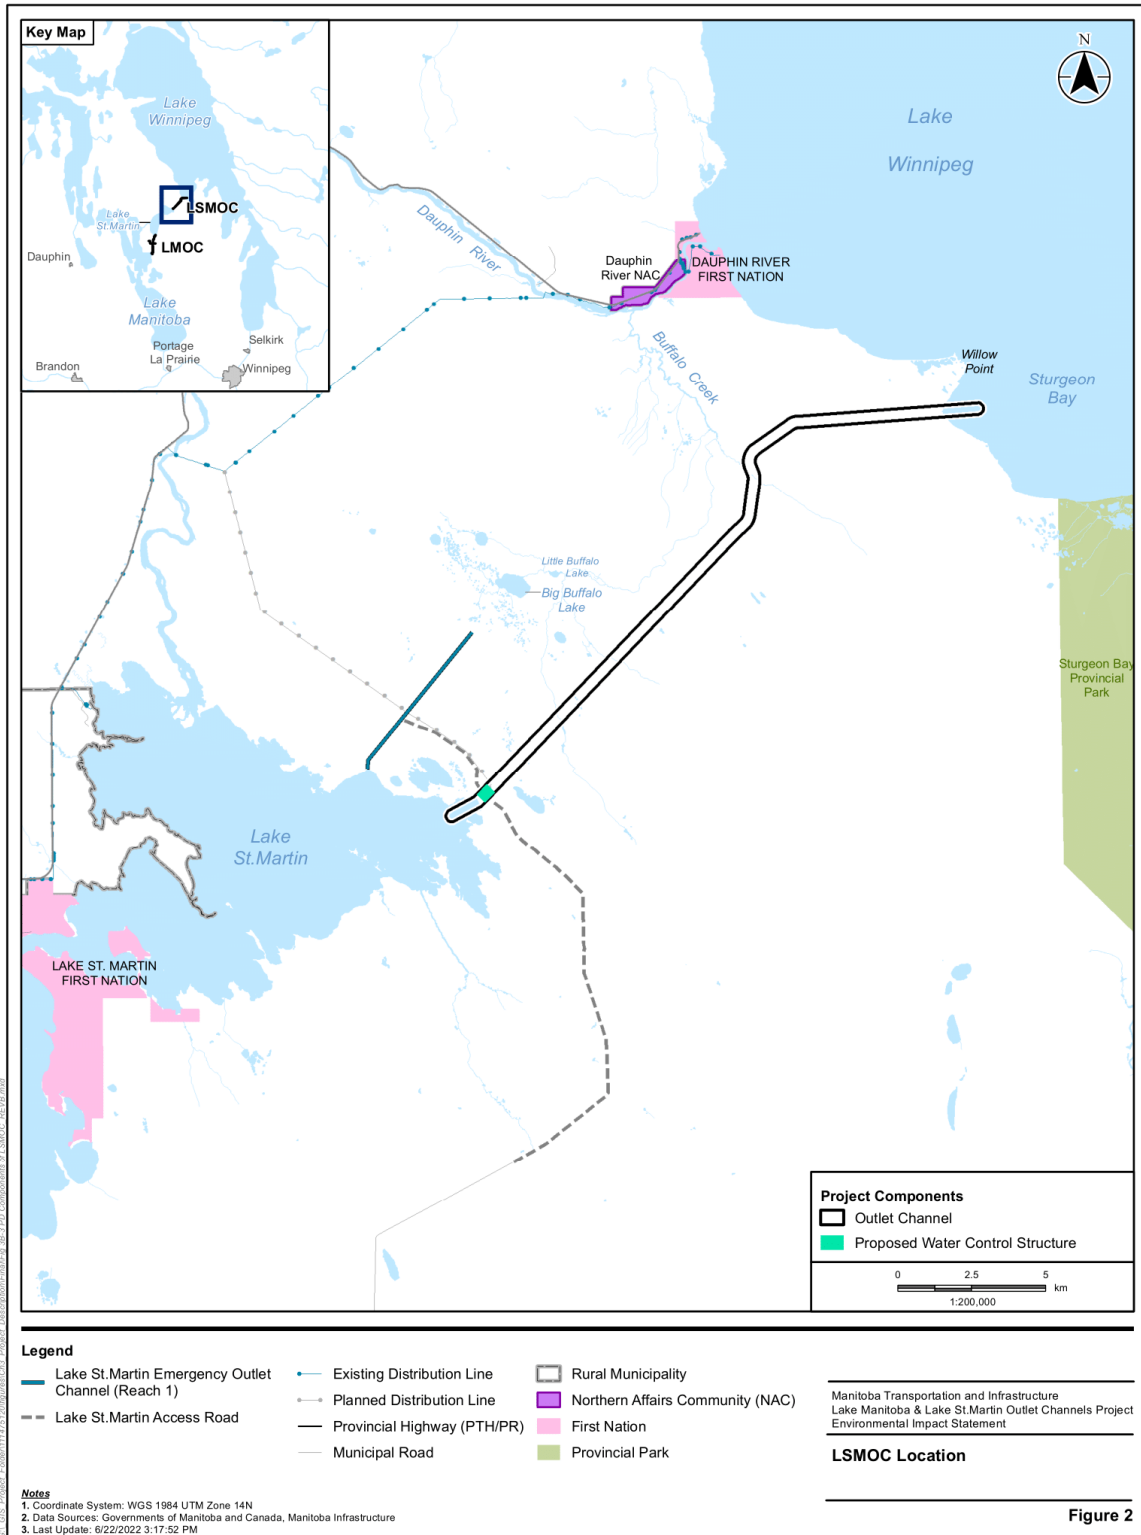 Key Map
Lake
Winnipeg
Lake
St.Martin
LSMOC
LMOC
Dauphin
Lake
Manitoba
Portage
La Prairie
Selkirk
Brandon
Winnipeg
N
Lake
Winnipeg
Dauphin River
Dauphin
River NAC
DAUPHIN RIVER
FIRST NATION
Buffalo Creek
Willow
Point
Sturgeon
Bay
Little Buffalo
Lake
Big Buffalo
Lake
Sturgeon Bay
Provincial
Park
Lake
St.Martin
LAKE ST. MARTIN
FIRST NATION
Project Components
Outlet Channel
Proposed Water Control Structure
0 2.5 5
km
1:200,000
Legend
Lake St.Martin Emergency Outlet
Channel (Reach 1)
Lake St.Martin Access Road
Existing Distribution Line
Planned Distribution Line
Provincial Highway (PTH/PR)
Municipal Road
Rural Municipality
Northern Affairs Community (NAC)
First Nation
Provincial Park
Manitoba Transportation and Infrastructure
Lake Manitoba & Lake St.Martin Outlet Channels Project
Environmental Impact Statement
LSMOC Location
Figure 2
Notes
1. Coordinate System: WGS 1984 UTM Zone 14N
2. Data Sources: Governments of Manitoba and Canada, Manitoba Infrastructure
3. Last Update: 6/22/2022 3:17:52 PM